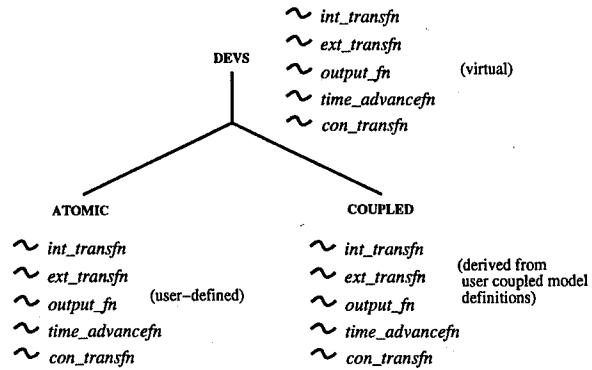 int_transfn
ext_transfn
DEVS
output_fn
(virtual)
time_advancefn
con_transfn
ATOMIC
COUPLED
int_transfn
ext_transfn
(user-defined)
output_fn
time_advancefn
con_transfn
int_transfn
(derived from
ext_transfn
user coupled model
output_fn
definitions)
time_advancefn
con_transfn